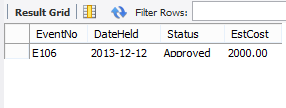 Result Grid Filter Rows:
EventNo DateHeld Status EstCost
E106 2013-12-12 Approved 2000.00